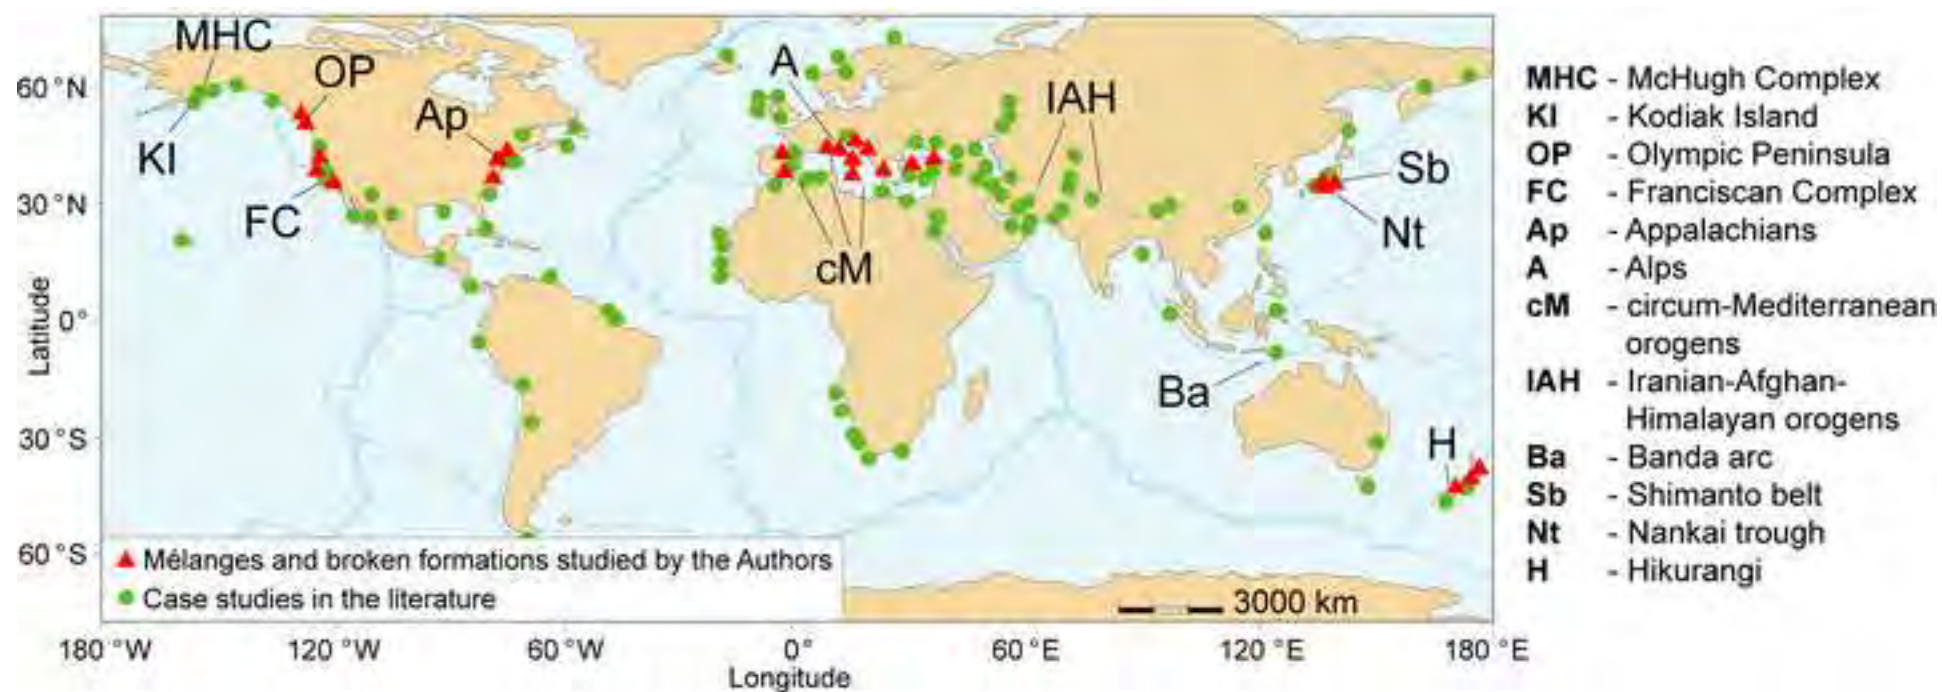 MHC
OP
A
Ap
IAH
KI
FC
cM
Sb
Nt
Ba
H
60 °N
30 °N
0°
30 °S
60 °S
Latitude
Mélanges and broken formations studied by the Authors
Case studies in the literature
3000 km
180 °W 120 °W 60 °W 0° 60 °E 120 °E 180 °E
Longitude
MHC - McHugh Complex
KI - Kodiak Island
OP - Olympic Peninsula
FC - Franciscan Complex
Ap - Appalachians
A - Alps
cM - circum-Mediterranean
orogens
IAH - Iranian-Afghan-
Himalayan orogens
Ba - Banda arc
Sb - Shimanto belt
Nt - Nankai trough
H - Hikurangi